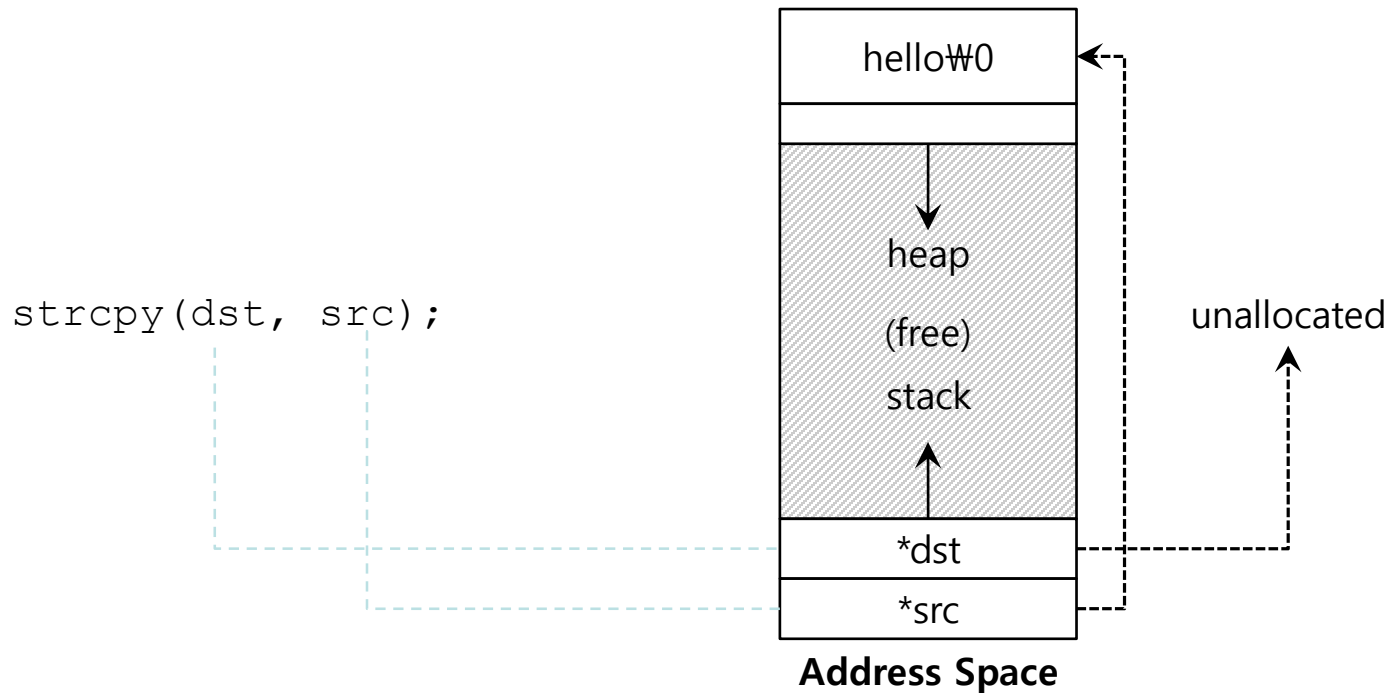 hello₩0
heap
strcpy(dst, src);
(free)
unallocated
stack
*dst
*src
Address Space